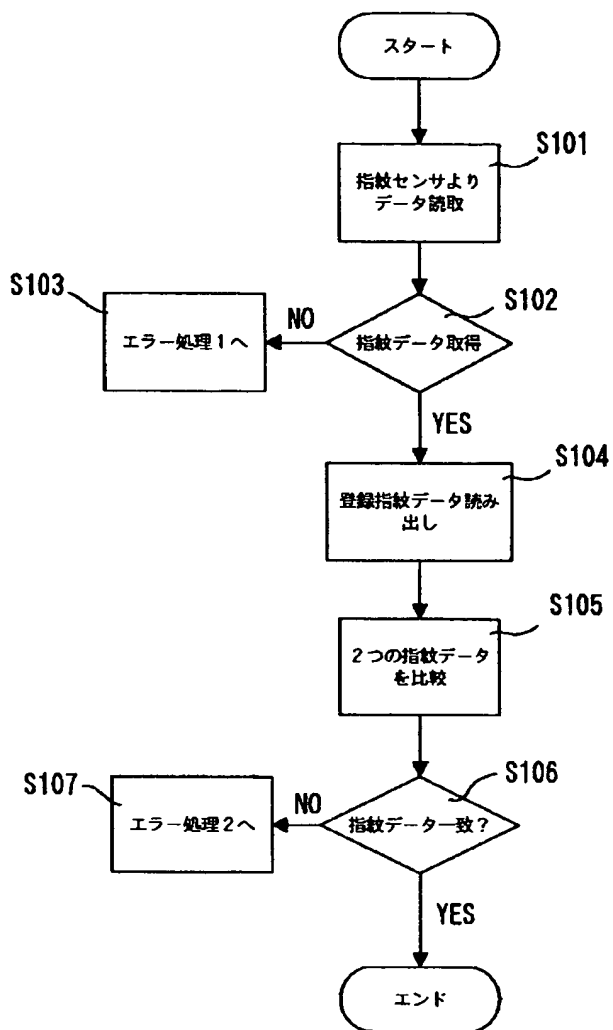 スタート
S101
指紋センサより
データ読取
S102
指紋データ取得
NO
S103
エラー処理1へ
YES
S104
登録指紋データ読み
出し
S105
2つの指紋データ
を比較
S106
指紋データ一致?
NO
S107
エラー処理2へ
YES
エンド